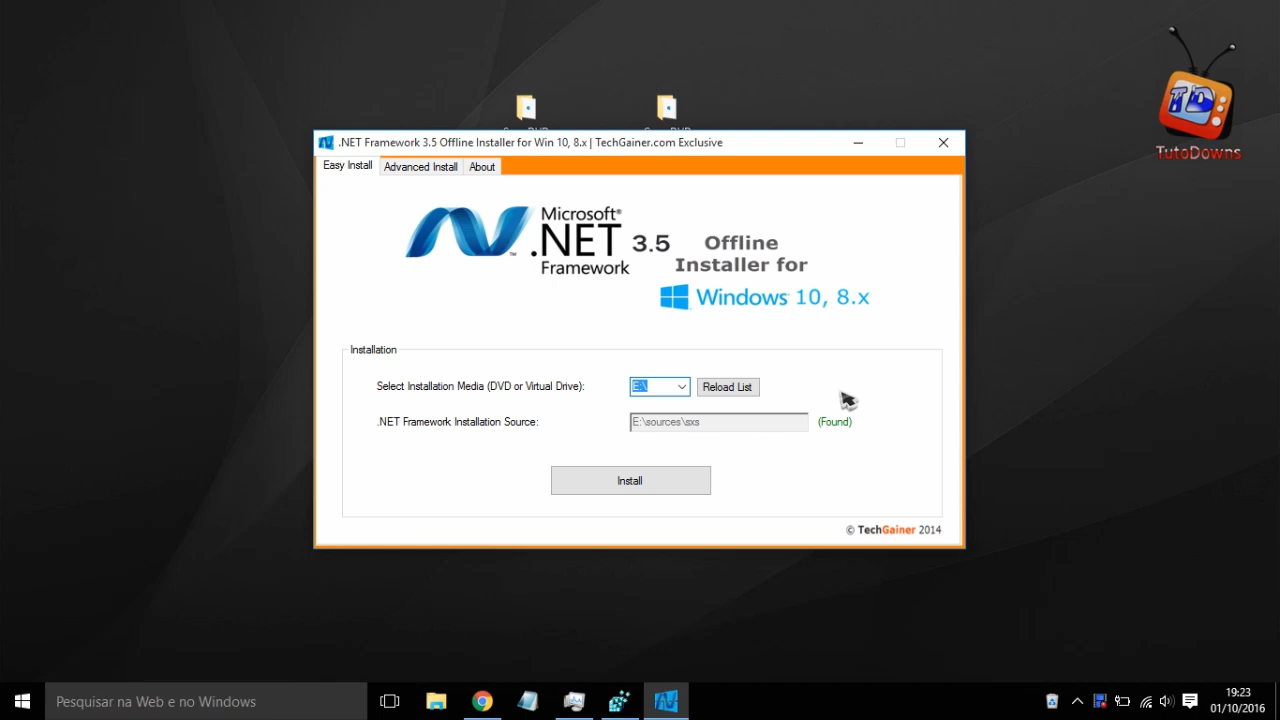 TD
TutoDowns
.NET Framework 3.5 Offline Installer for Win 10, 8.x | TechGainer.com Exclusive
Easy Install
Advanced Install
About
Microsoft®
.NET™
Framework
3.5
Offline
Installer for
Windows 10, 8.x
Installation
Select Installation Media (DVD or Virtual Drive):
E:\
Reload List
.NET Framework Installation Source:
E:\sources\sxs
(Found)
Install
© TechGainer 2014
Pesquisar na Web e no Windows
19:23
01/10/2016